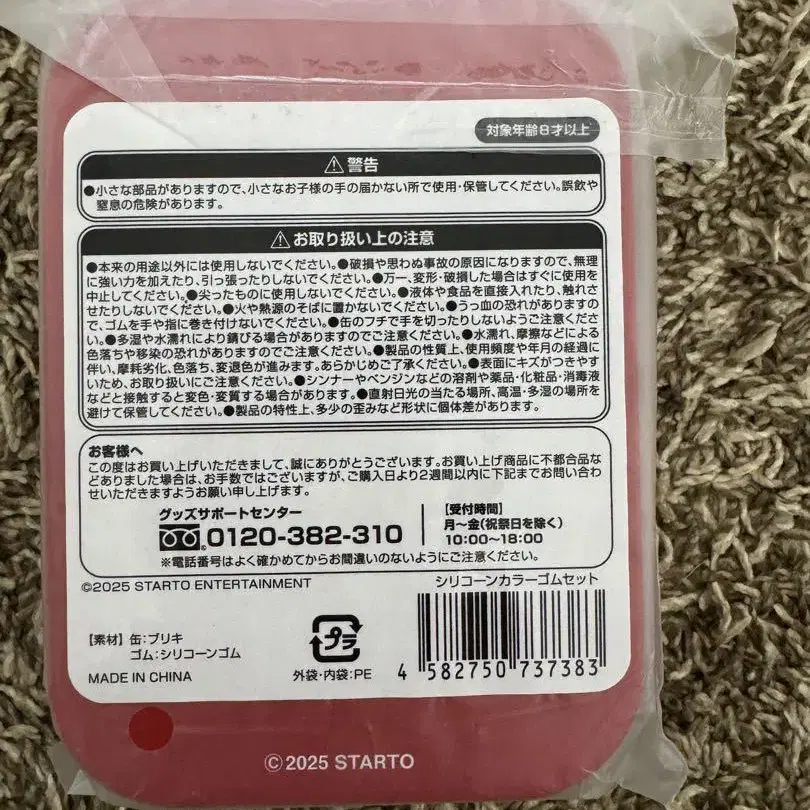 対象年齢8才以上
⚠警告
●小さな部品がありますので、小さなお子様の手の届かない所で使用・保管してください。誤飲や
窒息の危険があります。
⚠お取り扱い上の注意
●本来の用途以外には使用しないでください。●破損や思わぬ事故の原因になりますので、無理
に強い力を加えたり、引っ張ったりしないでください。●万一、変形・破損した場合はすぐに使用を
中止してください。●尖ったものに使用しないでください。●液体や食品を直接入れたり、触れさ
せたりしないでください。●火や熱源のそばに置かないでください。●うっ血の恐れがありますの
で、ゴムを手や指に巻き付けないでください。●缶のフチで手を切ったりしないようご注意くださ
い。●多湿や水濡れにより錆びる場合がありますのでご注意ください。●水濡れ、摩擦などによる
色落ちや移染の恐れがありますのでご注意ください。●製品の性質上、使用頻度や年月の経過に
伴い、摩耗劣化、色落ち、変退色が進みます。あらかじめご了承ください。●表面にキズがつきやす
いため、お取り扱いにご注意ください。●シンナーやベンジンなどの溶剤や薬品・化粧品・消毒液
などと接触すると変色・変質する場合があります。●直射日光の当たる場所、高温・多湿の場所を
避けて保管してください。●製品の特性上、多少の歪みなど形状に個体差があります。
お客様へ
この度はお買い上げいただきまして、誠にありがとうございます。お買い上げ商品に不都合品な
どありました場合は、お手数ではございますが、ご購入日より2週間以内に下記までお問い合わ
せいただきますようお願い申し上げます。
グッズサポートセンター
0120-382-310
【受付時間】
月〜金(祝祭日を除く)
10:00〜18:00
※電話番号はよく確かめてからお間違いのないようにご注意ください。
©2025 STARTO ENTERTAINMENT
シリコーンカラーゴムセット
【素材】缶:ブリキ
ゴム:シリコーンゴム
MADE IN CHINA
プラ
外袋・内袋:PE
4 582750 737383
©2025 STARTO